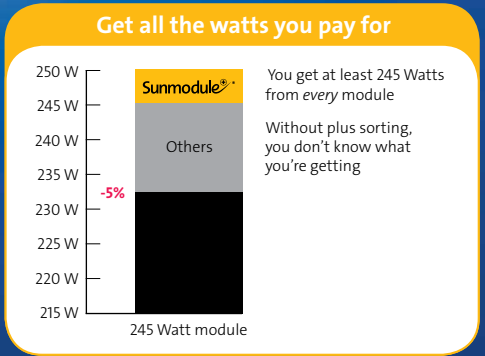 Get all the watts you pay for
250 W
245 W
240 W
235 W
230 W
225 W
220 W
215 W
-5%
Sunmodule
Others
245 Watt module
You get at least 245 Watts
from every module
Without plus sorting,
you don't know what
you're getting